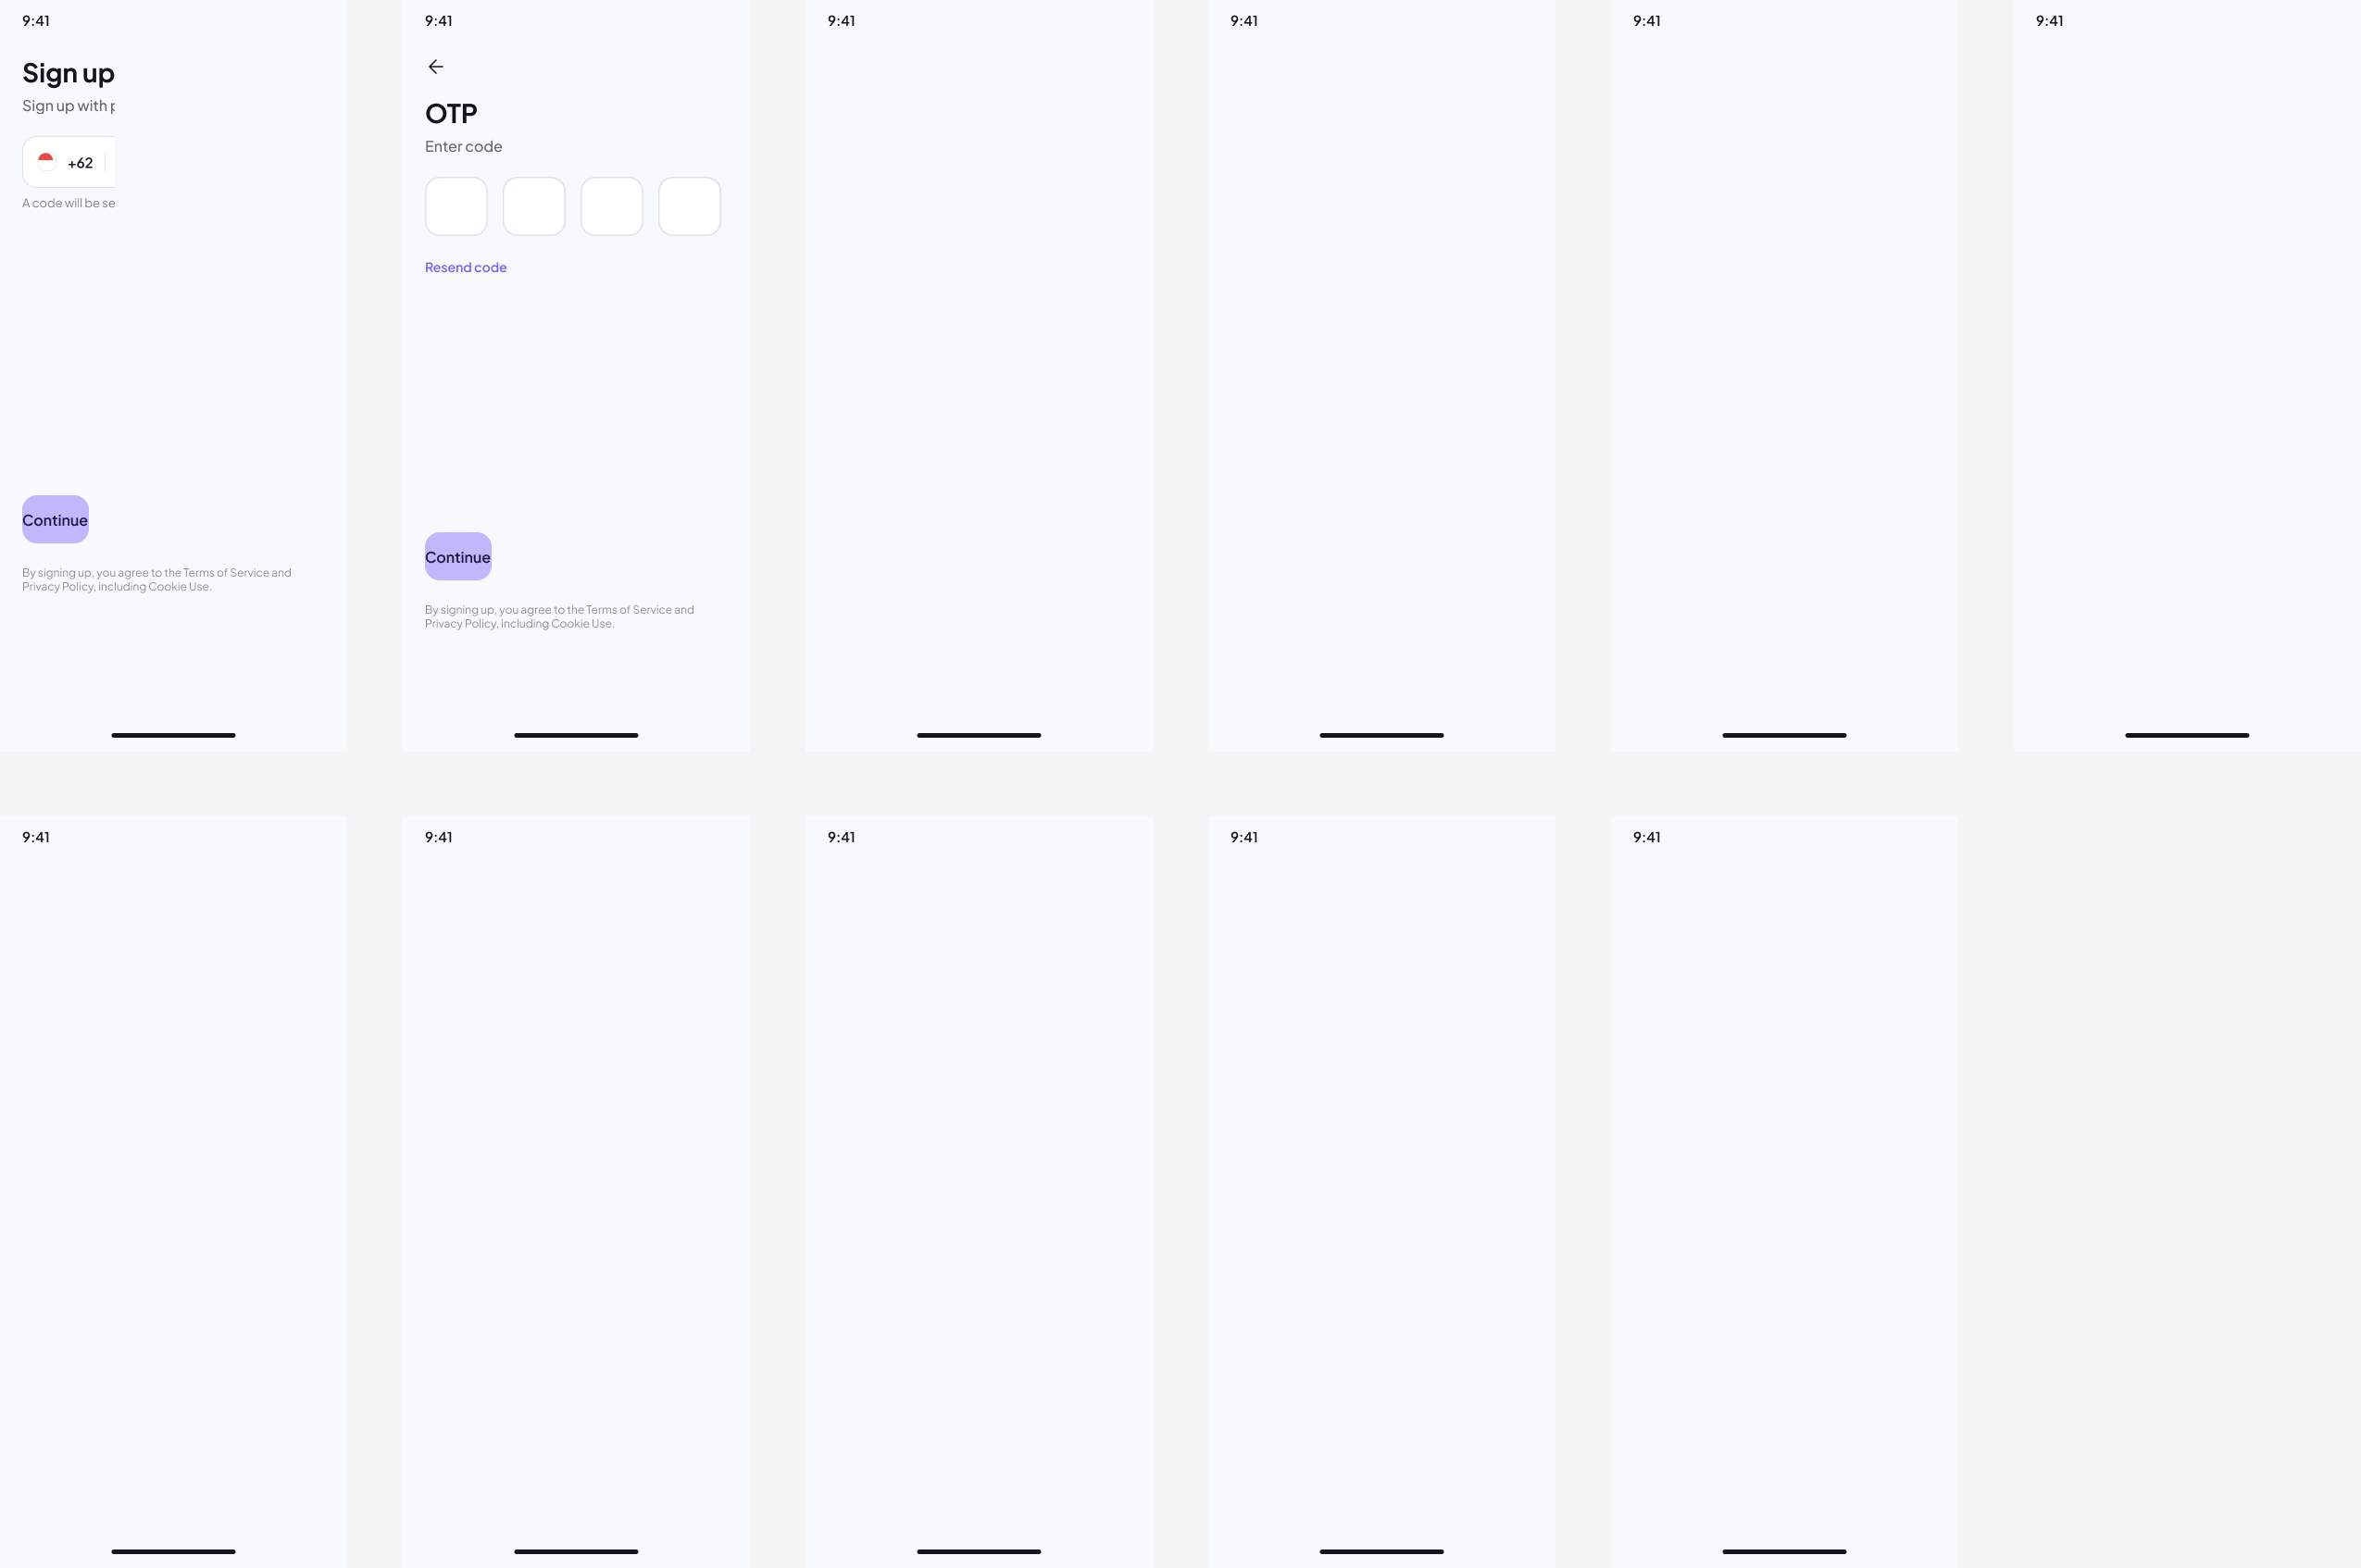 9:41
Sign up
Sign up with p
+62
A code will be se
Continue
By signing up, you agree to the Terms of Service and
Privacy Policy, including Cookie Use.
9:41
OTP
Enter code
Resend code
Continue
By signing up, you agree to the Terms of Service and
Privacy Policy, including Cookie Use.
9:41
9:41
9:41
9:41
9:41
9:41
9:41
9:41
9:41